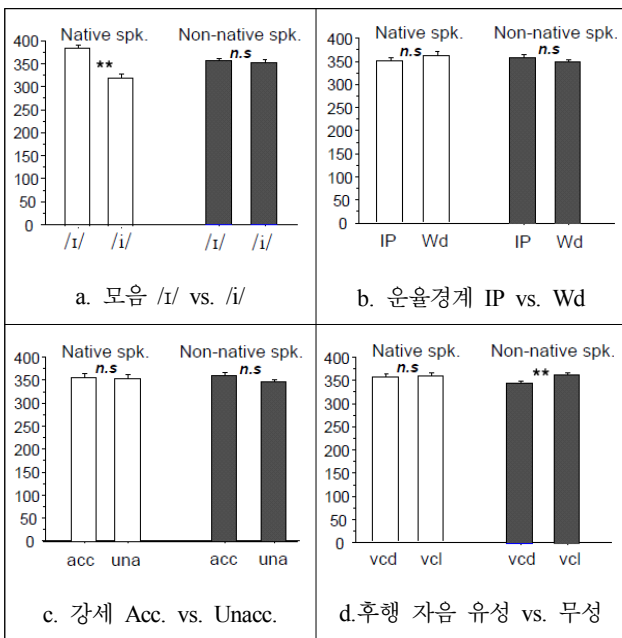 Native spk. Non-native spk.
400
350
300
250
200
150
100
50
0
** n.s
/ɪ/ /i/ /ɪ/ /i/
a. 모음 /ɪ/ vs. /i/
Native spk. Non-native spk.
400
350
300
250
200
150
100
50
0
n.s n.s
IP Wd IP Wd
b. 운율경계 IP vs. Wd
Native spk. Non-native spk.
400
350
300
250
200
150
100
50
0
n.s n.s
acc una acc una
c. 강세 Acc. vs. Unacc.
Native spk. Non-native spk.
400
350
300
250
200
150
100
50
0
n.s **
vcd vcl vcd vcl
d.후행 자음 유성 vs. 무성